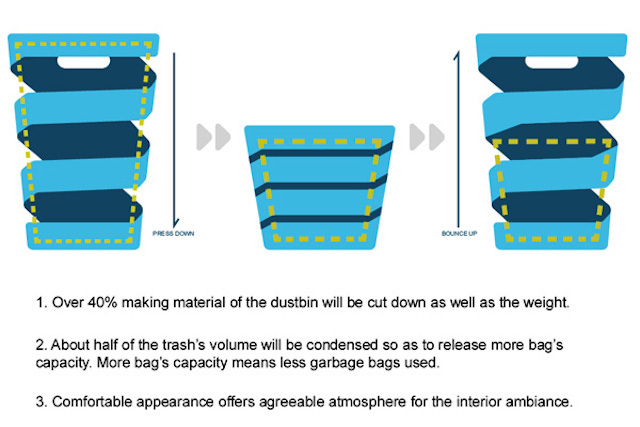 PRESS DOWN
BOUNCE UP
1. Over 40% making material of the dustbin will be cut down as well as the weight.
2. About half of the trash's volume will be condensed so as to release more bag's
capacity. More bag's capacity means less garbage bags used.
3. Comfortable appearance offers agreeable atmosphere for the interior ambiance.